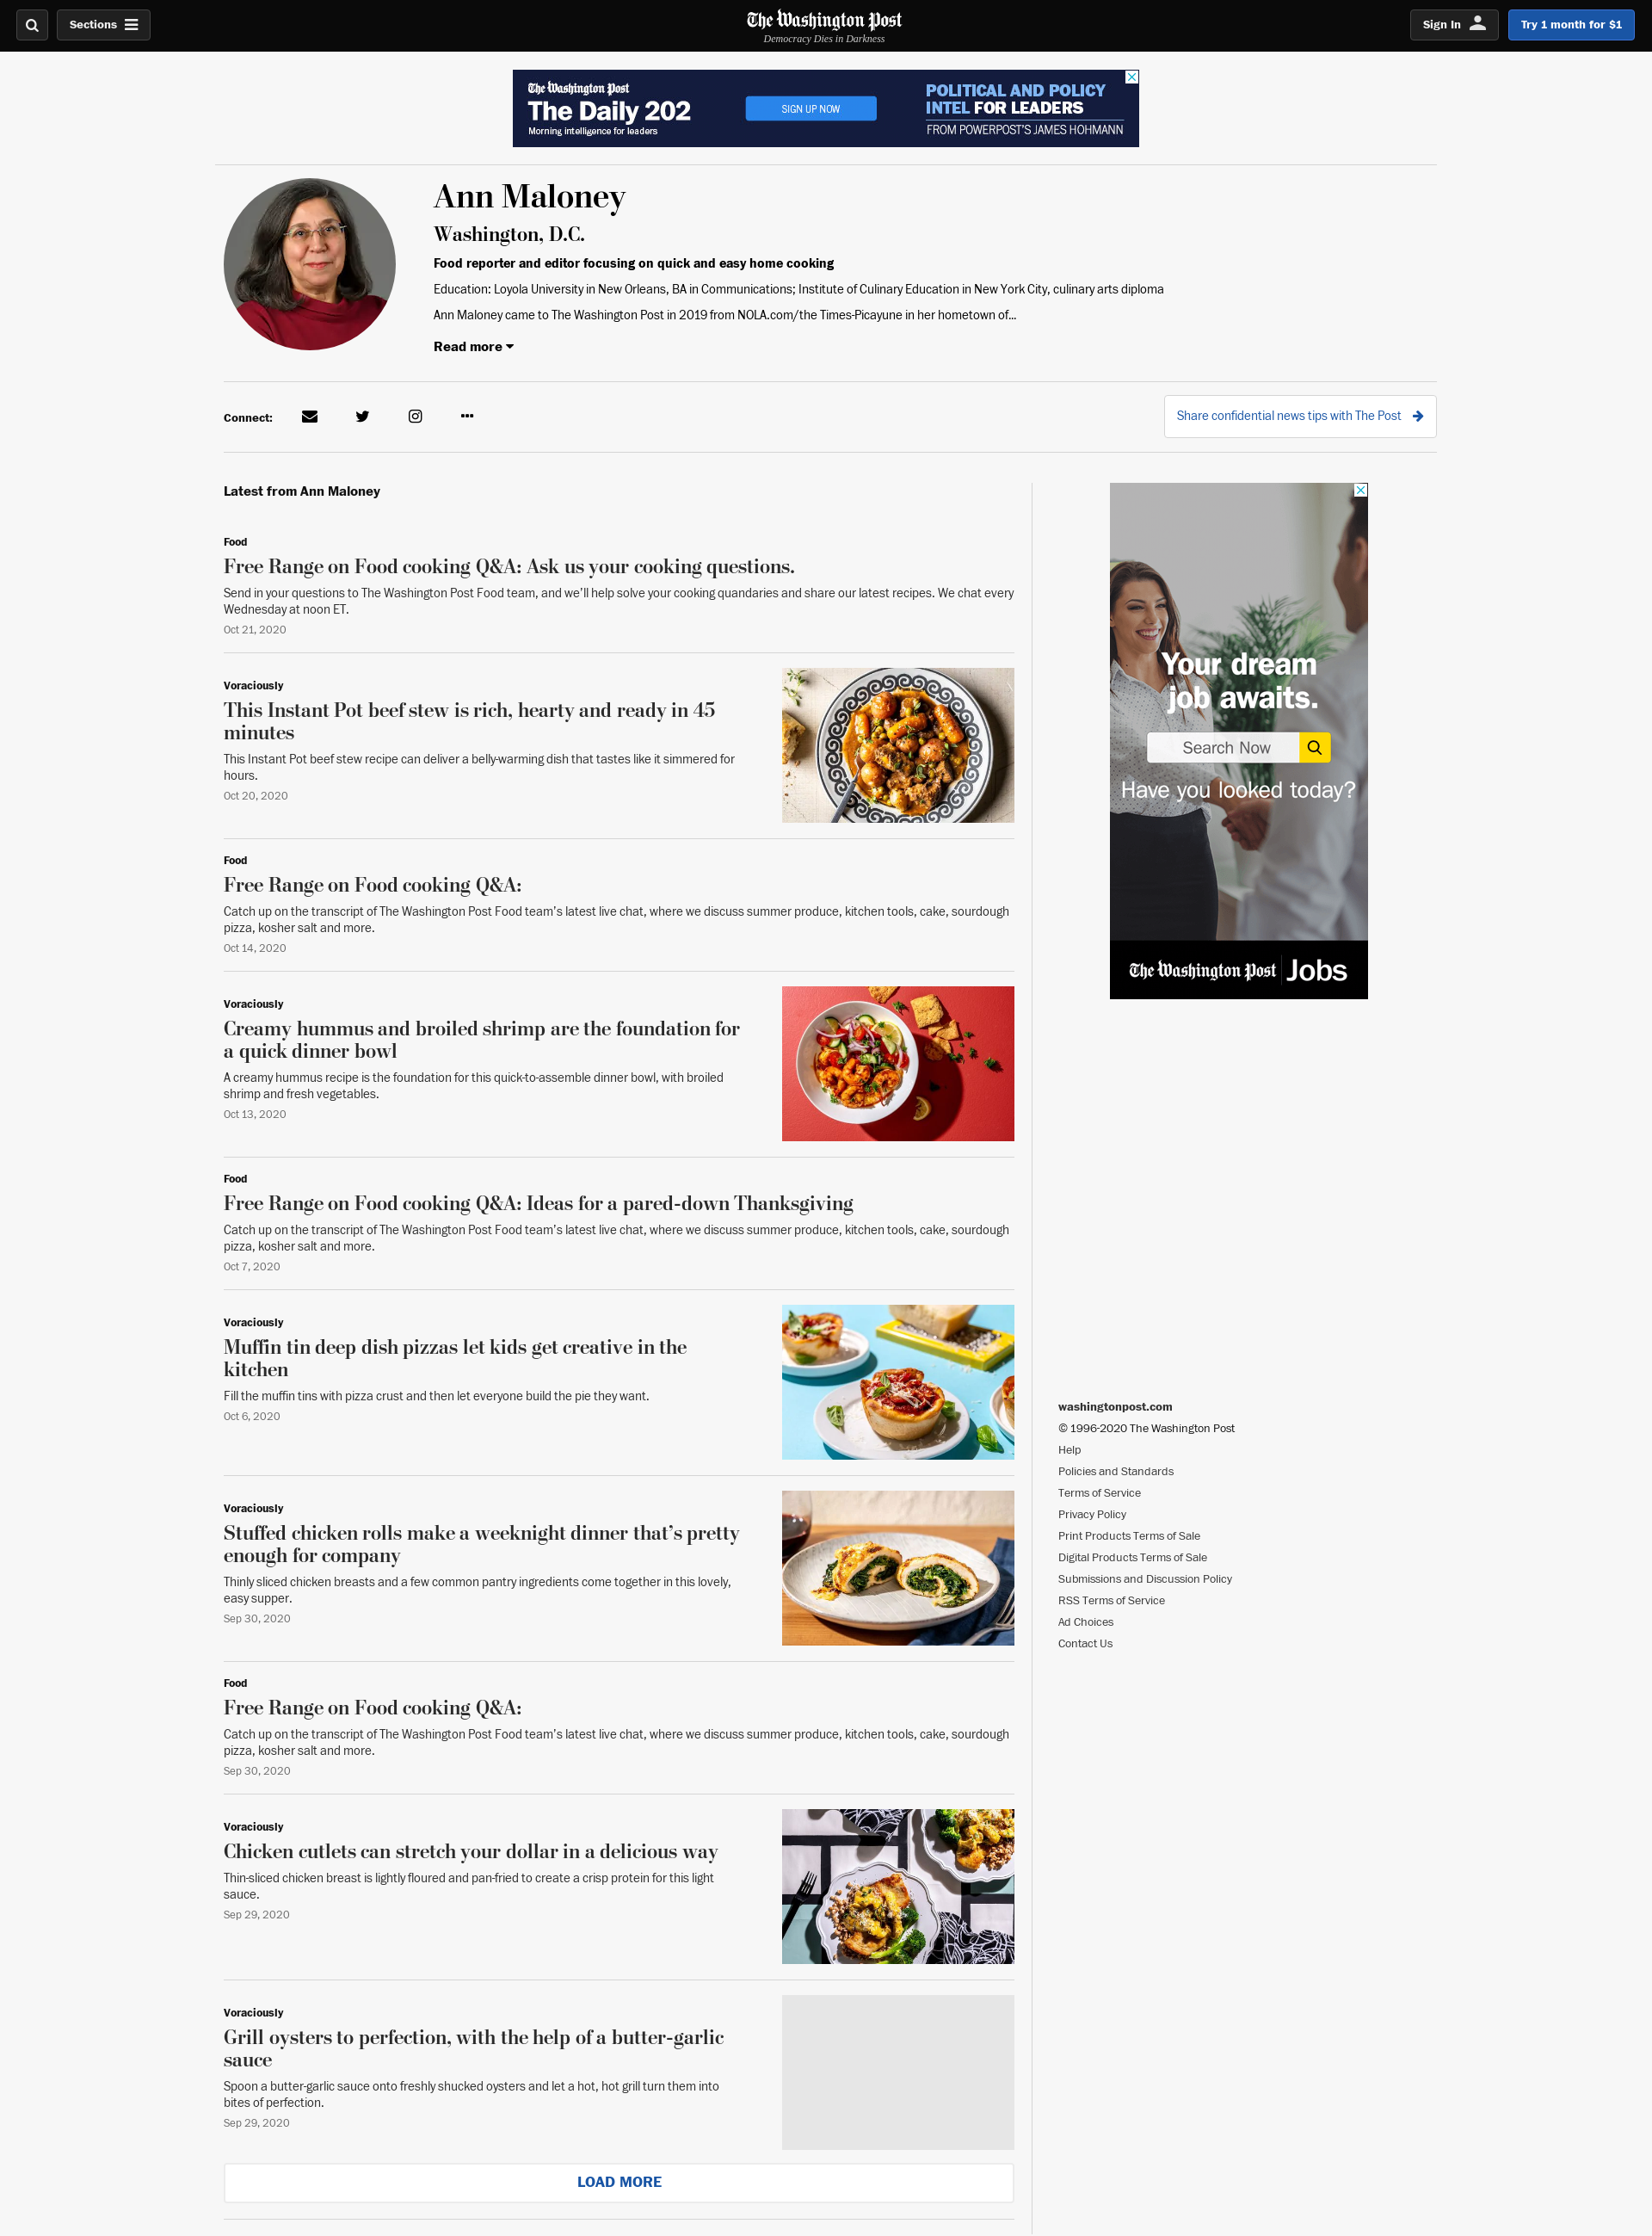 Sections
The Washington Post
Democracy Dies in Darkness
Sign In
Try 1 month for $1
The Washington Post
The Daily 202
Morning intelligence for leaders
SIGN UP NOW
POLITICAL AND POLICY
INTEL FOR LEADERS
FROM POWERPOST'S JAMES HOHMANN
Ann Maloney
Washington, D.C.
Food reporter and editor focusing on quick and easy home cooking
Education: Loyola University in New Orleans, BA in Communications; Institute of Culinary Education in New York City, culinary arts diploma
Ann Maloney came to The Washington Post in 2019 from NOLA.com/the Times-Picayune in her hometown of...
Read more
Connect:
Share confidential news tips with The Post
Latest from Ann Maloney
Food
Free Range on Food cooking Q&A: Ask us your cooking questions.
Send in your questions to The Washington Post Food team, and we’ll help solve your cooking quandaries and share our latest recipes. We chat every
Wednesday at noon ET.
Oct 21, 2020
Voraciously
This Instant Pot beef stew is rich, hearty and ready in 45
minutes
This Instant Pot beef stew recipe can deliver a belly-warming dish that tastes like it simmered for
hours.
Oct 20, 2020
Food
Free Range on Food cooking Q&A:
Catch up on the transcript of The Washington Post Food team’s latest live chat, where we discuss summer produce, kitchen tools, cake, sourdough
pizza, kosher salt and more.
Oct 14, 2020
Voraciously
Creamy hummus and broiled shrimp are the foundation for
a quick dinner bowl
A creamy hummus recipe is the foundation for this quick-to-assemble dinner bowl, with broiled
shrimp and fresh vegetables.
Oct 13, 2020
Food
Free Range on Food cooking Q&A: Ideas for a pared-down Thanksgiving
Catch up on the transcript of The Washington Post Food team’s latest live chat, where we discuss summer produce, kitchen tools, cake, sourdough
pizza, kosher salt and more.
Oct 7, 2020
Voraciously
Muffin tin deep dish pizzas let kids get creative in the
kitchen
Fill the muffin tins with pizza crust and then let everyone build the pie they want.
Oct 6, 2020
Voraciously
Stuffed chicken rolls make a weeknight dinner that’s pretty
enough for company
Thinly sliced chicken breasts and a few common pantry ingredients come together in this lovely,
easy supper.
Sep 30, 2020
Food
Free Range on Food cooking Q&A:
Catch up on the transcript of The Washington Post Food team’s latest live chat, where we discuss summer produce, kitchen tools, cake, sourdough
pizza, kosher salt and more.
Sep 30, 2020
Voraciously
Chicken cutlets can stretch your dollar in a delicious way
Thin-sliced chicken breast is lightly floured and pan-fried to create a crisp protein for this light
sauce.
Sep 29, 2020
Voraciously
Grill oysters to perfection, with the help of a butter-garlic
sauce
Spoon a butter-garlic sauce onto freshly shucked oysters and let a hot, hot grill turn them into
bites of perfection.
Sep 29, 2020
LOAD MORE
Your dream
job awaits.
Search Now
Have you looked today?
The Washington Post Jobs
washingtonpost.com
© 1996-2020 The Washington Post
Help
Policies and Standards
Terms of Service
Privacy Policy
Print Products Terms of Sale
Digital Products Terms of Sale
Submissions and Discussion Policy
RSS Terms of Service
Ad Choices
Contact Us